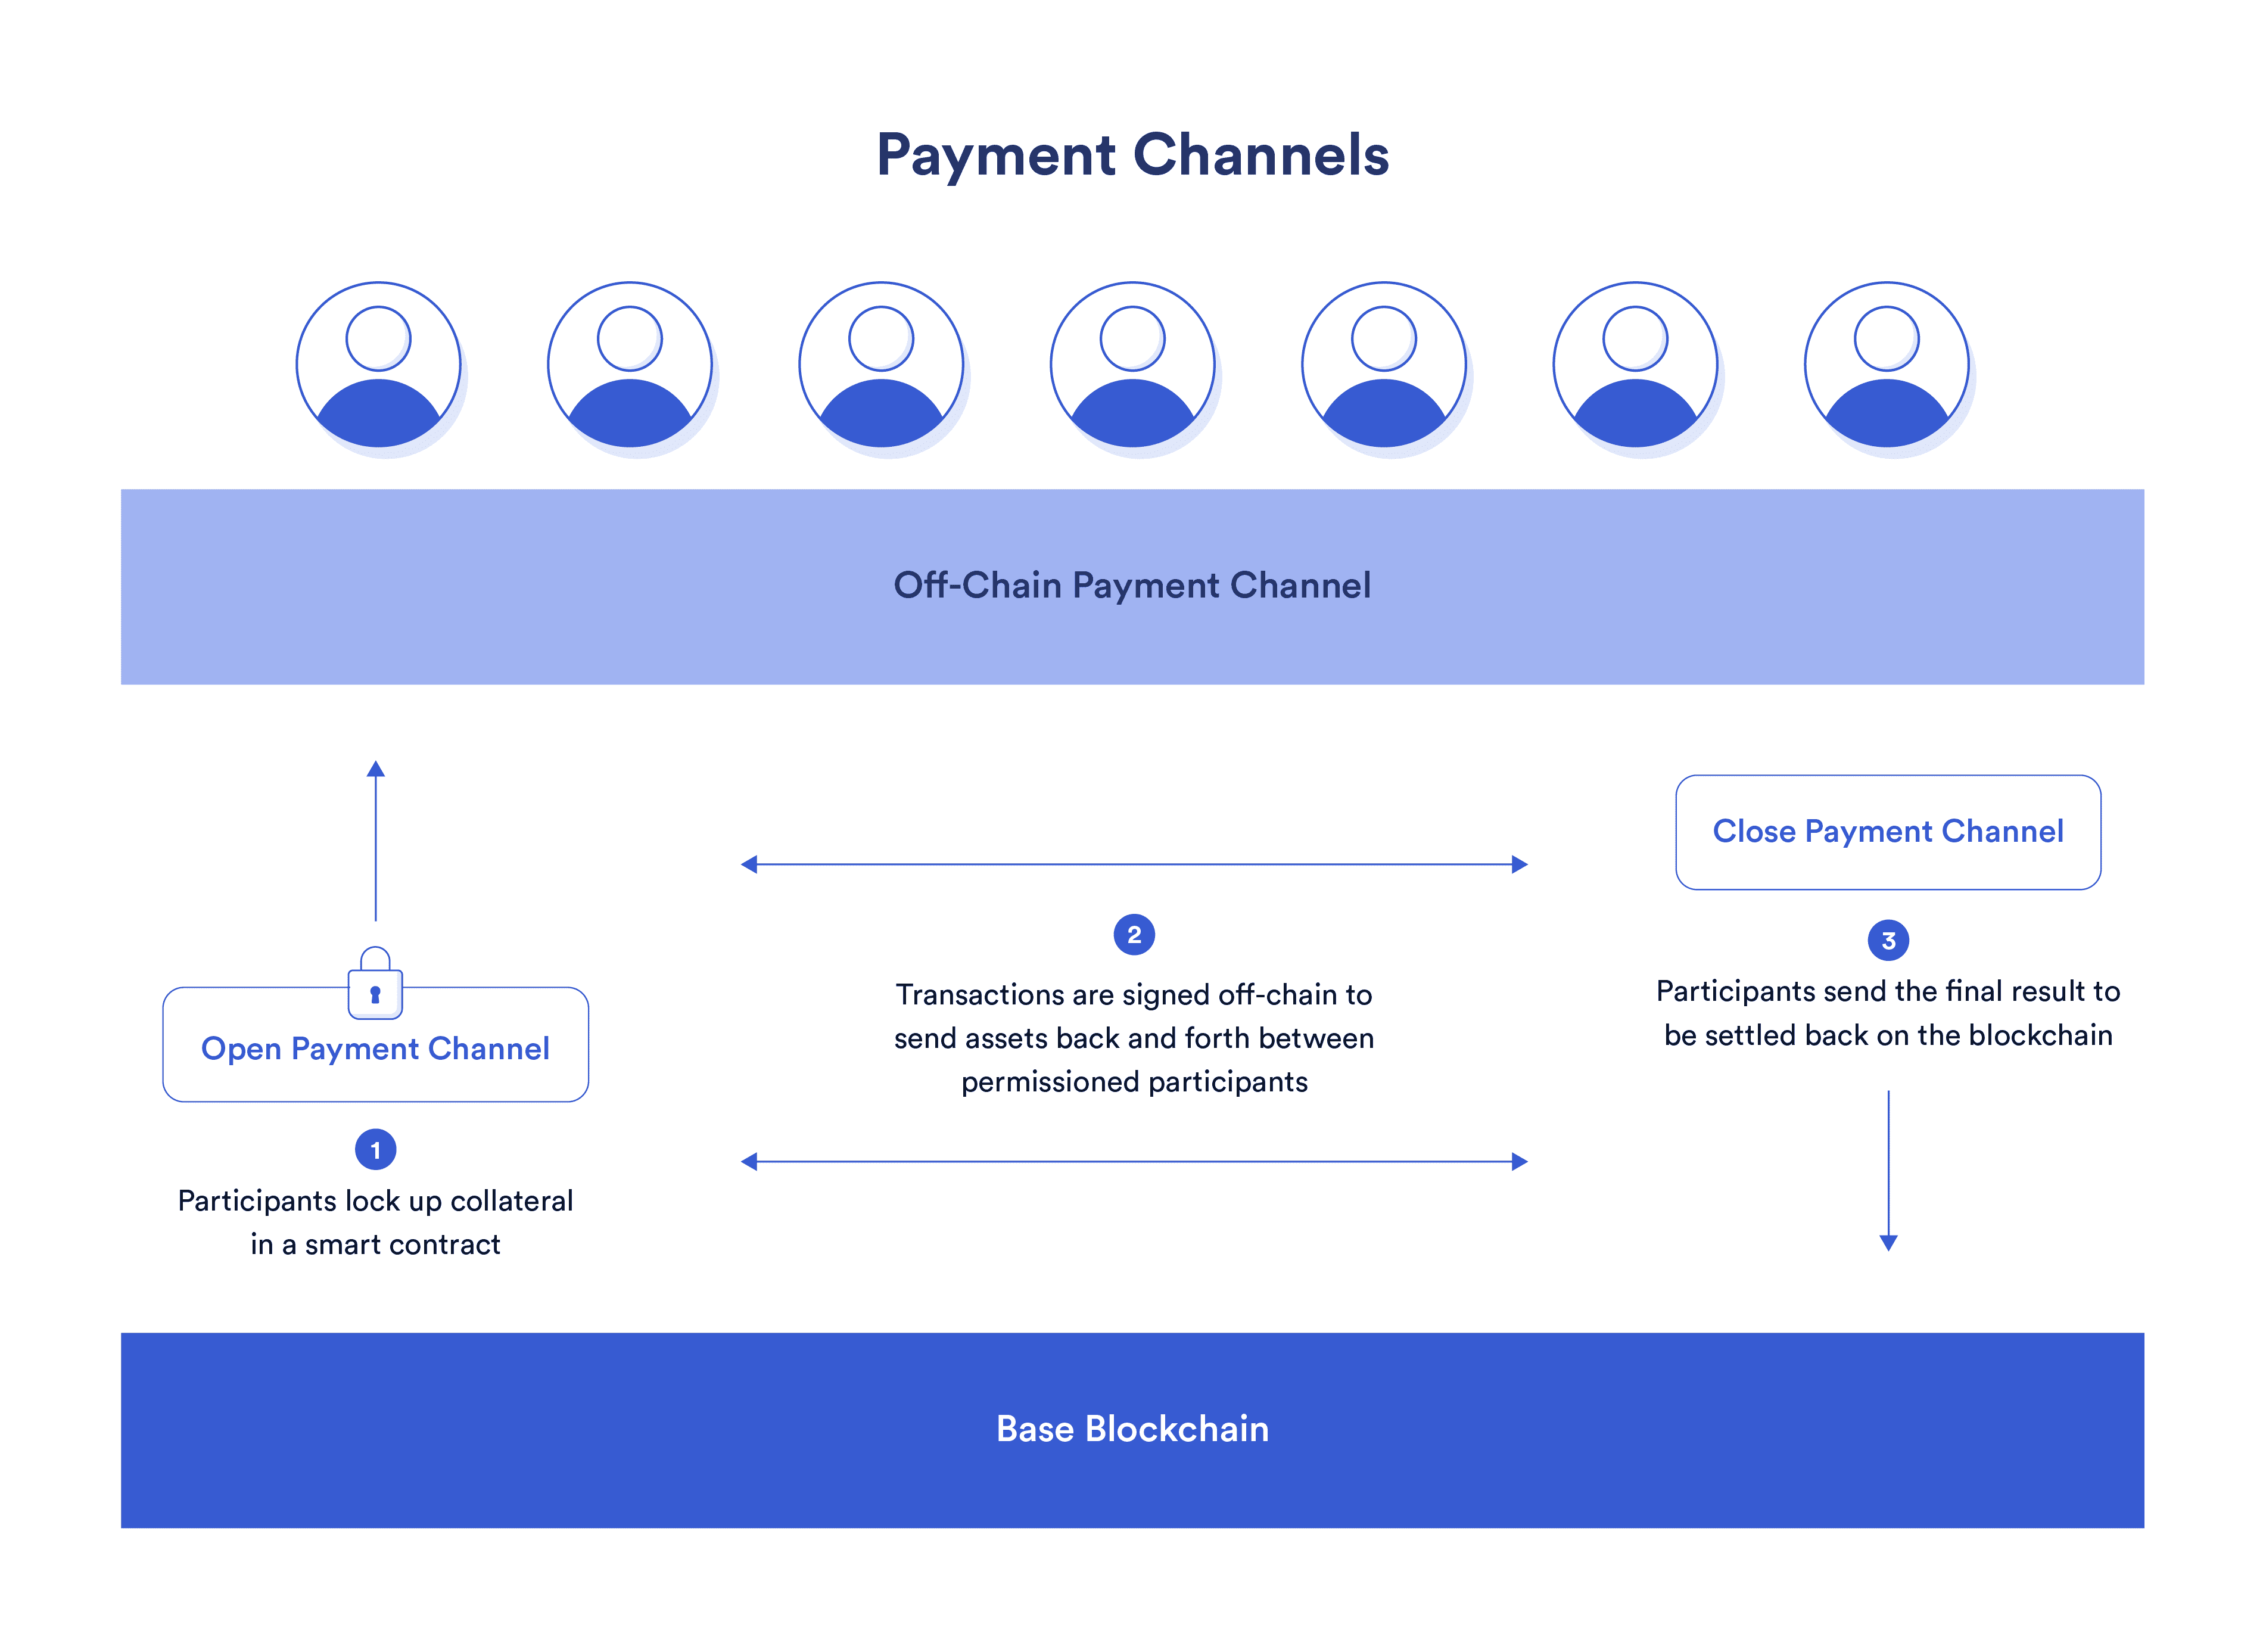 Payment Channels
Off-Chain Payment Channel
Open Payment Channel
1
Participants lock up collateral
in a smart contract
2
Transactions are signed off-chain to
send assets back and forth between
permissioned participants
Close Payment Channel
3
Participants send the final result to
be settled back on the blockchain
Base Blockchain